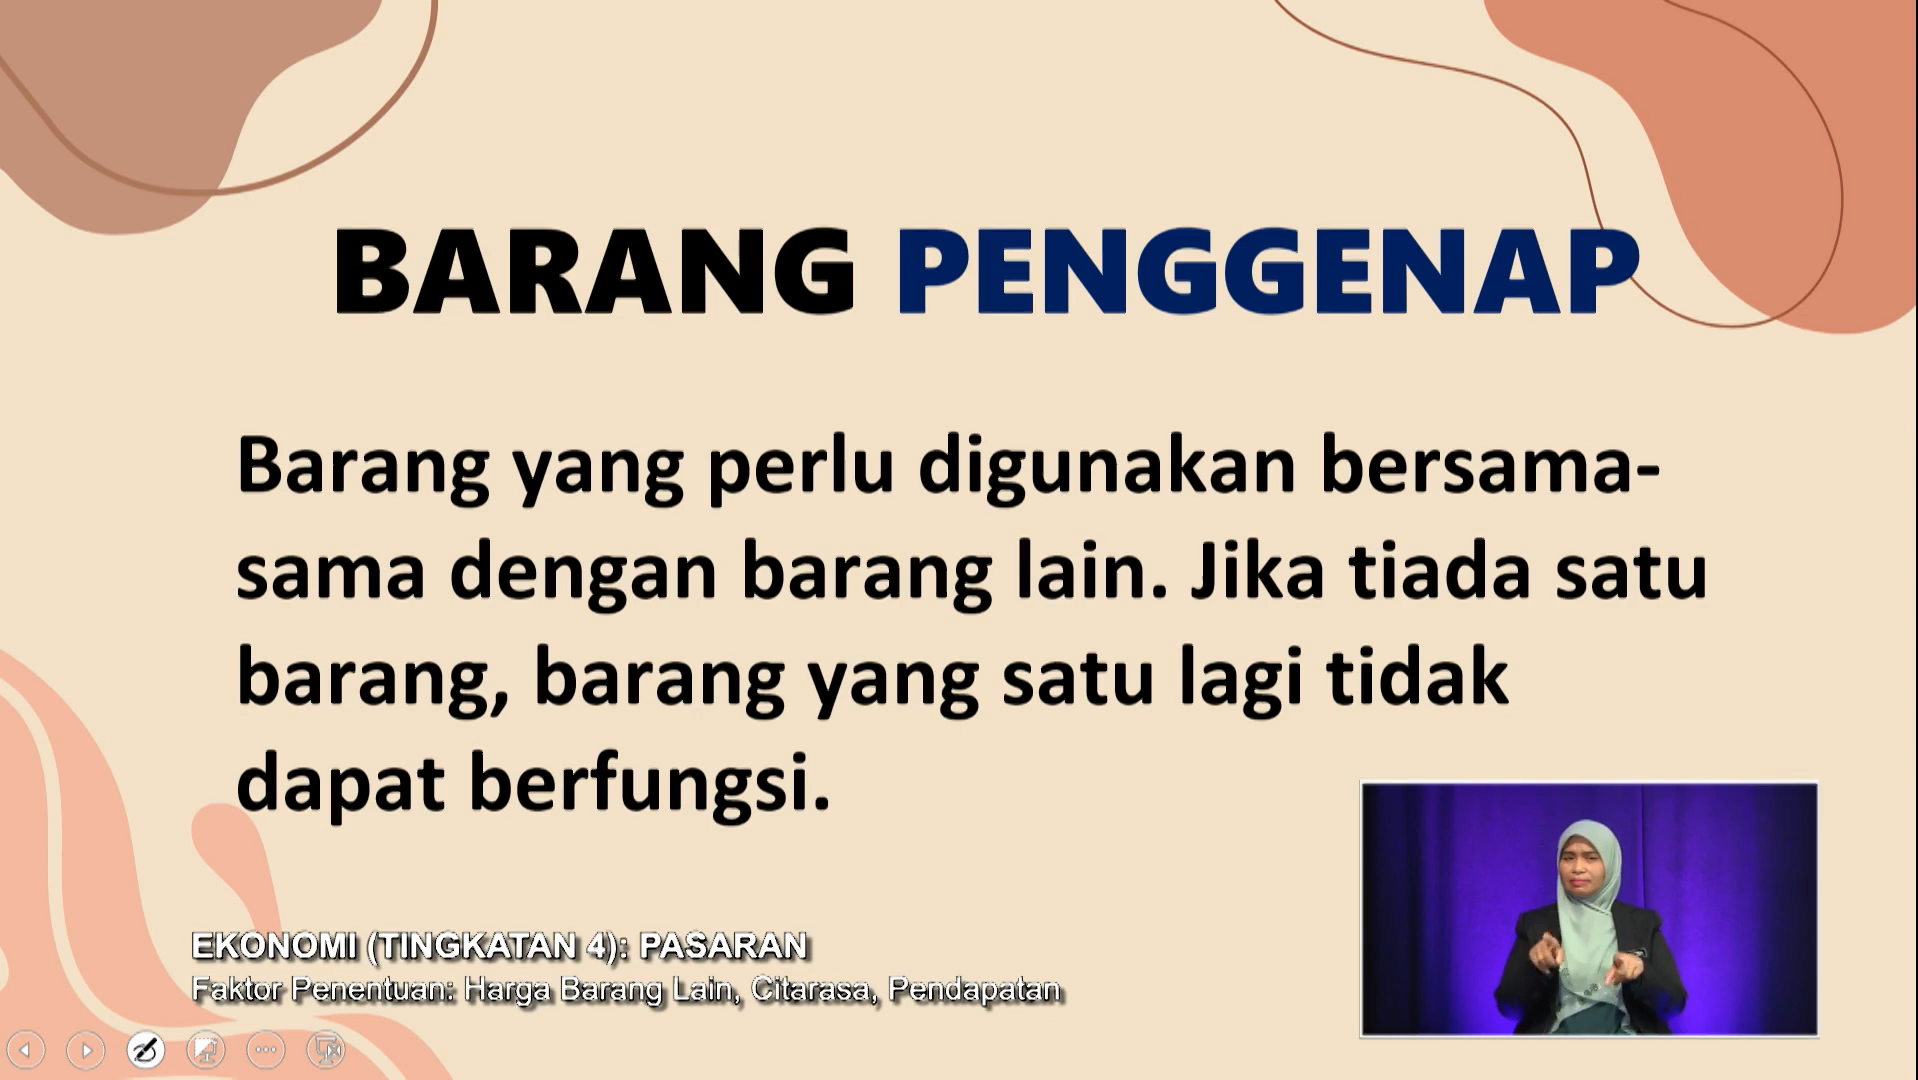 BARANG PENGGENAP
Barang yang perlu digunakan bersama-
sama dengan barang lain. Jika tiada satu
barang, barang yang satu lagi tidak
dapat berfungsi.
EKONOMI (TINGKATAN 4): PASARAN
Faktor Penentuan: Harga Barang Lain, Citarasa, Pendapatan